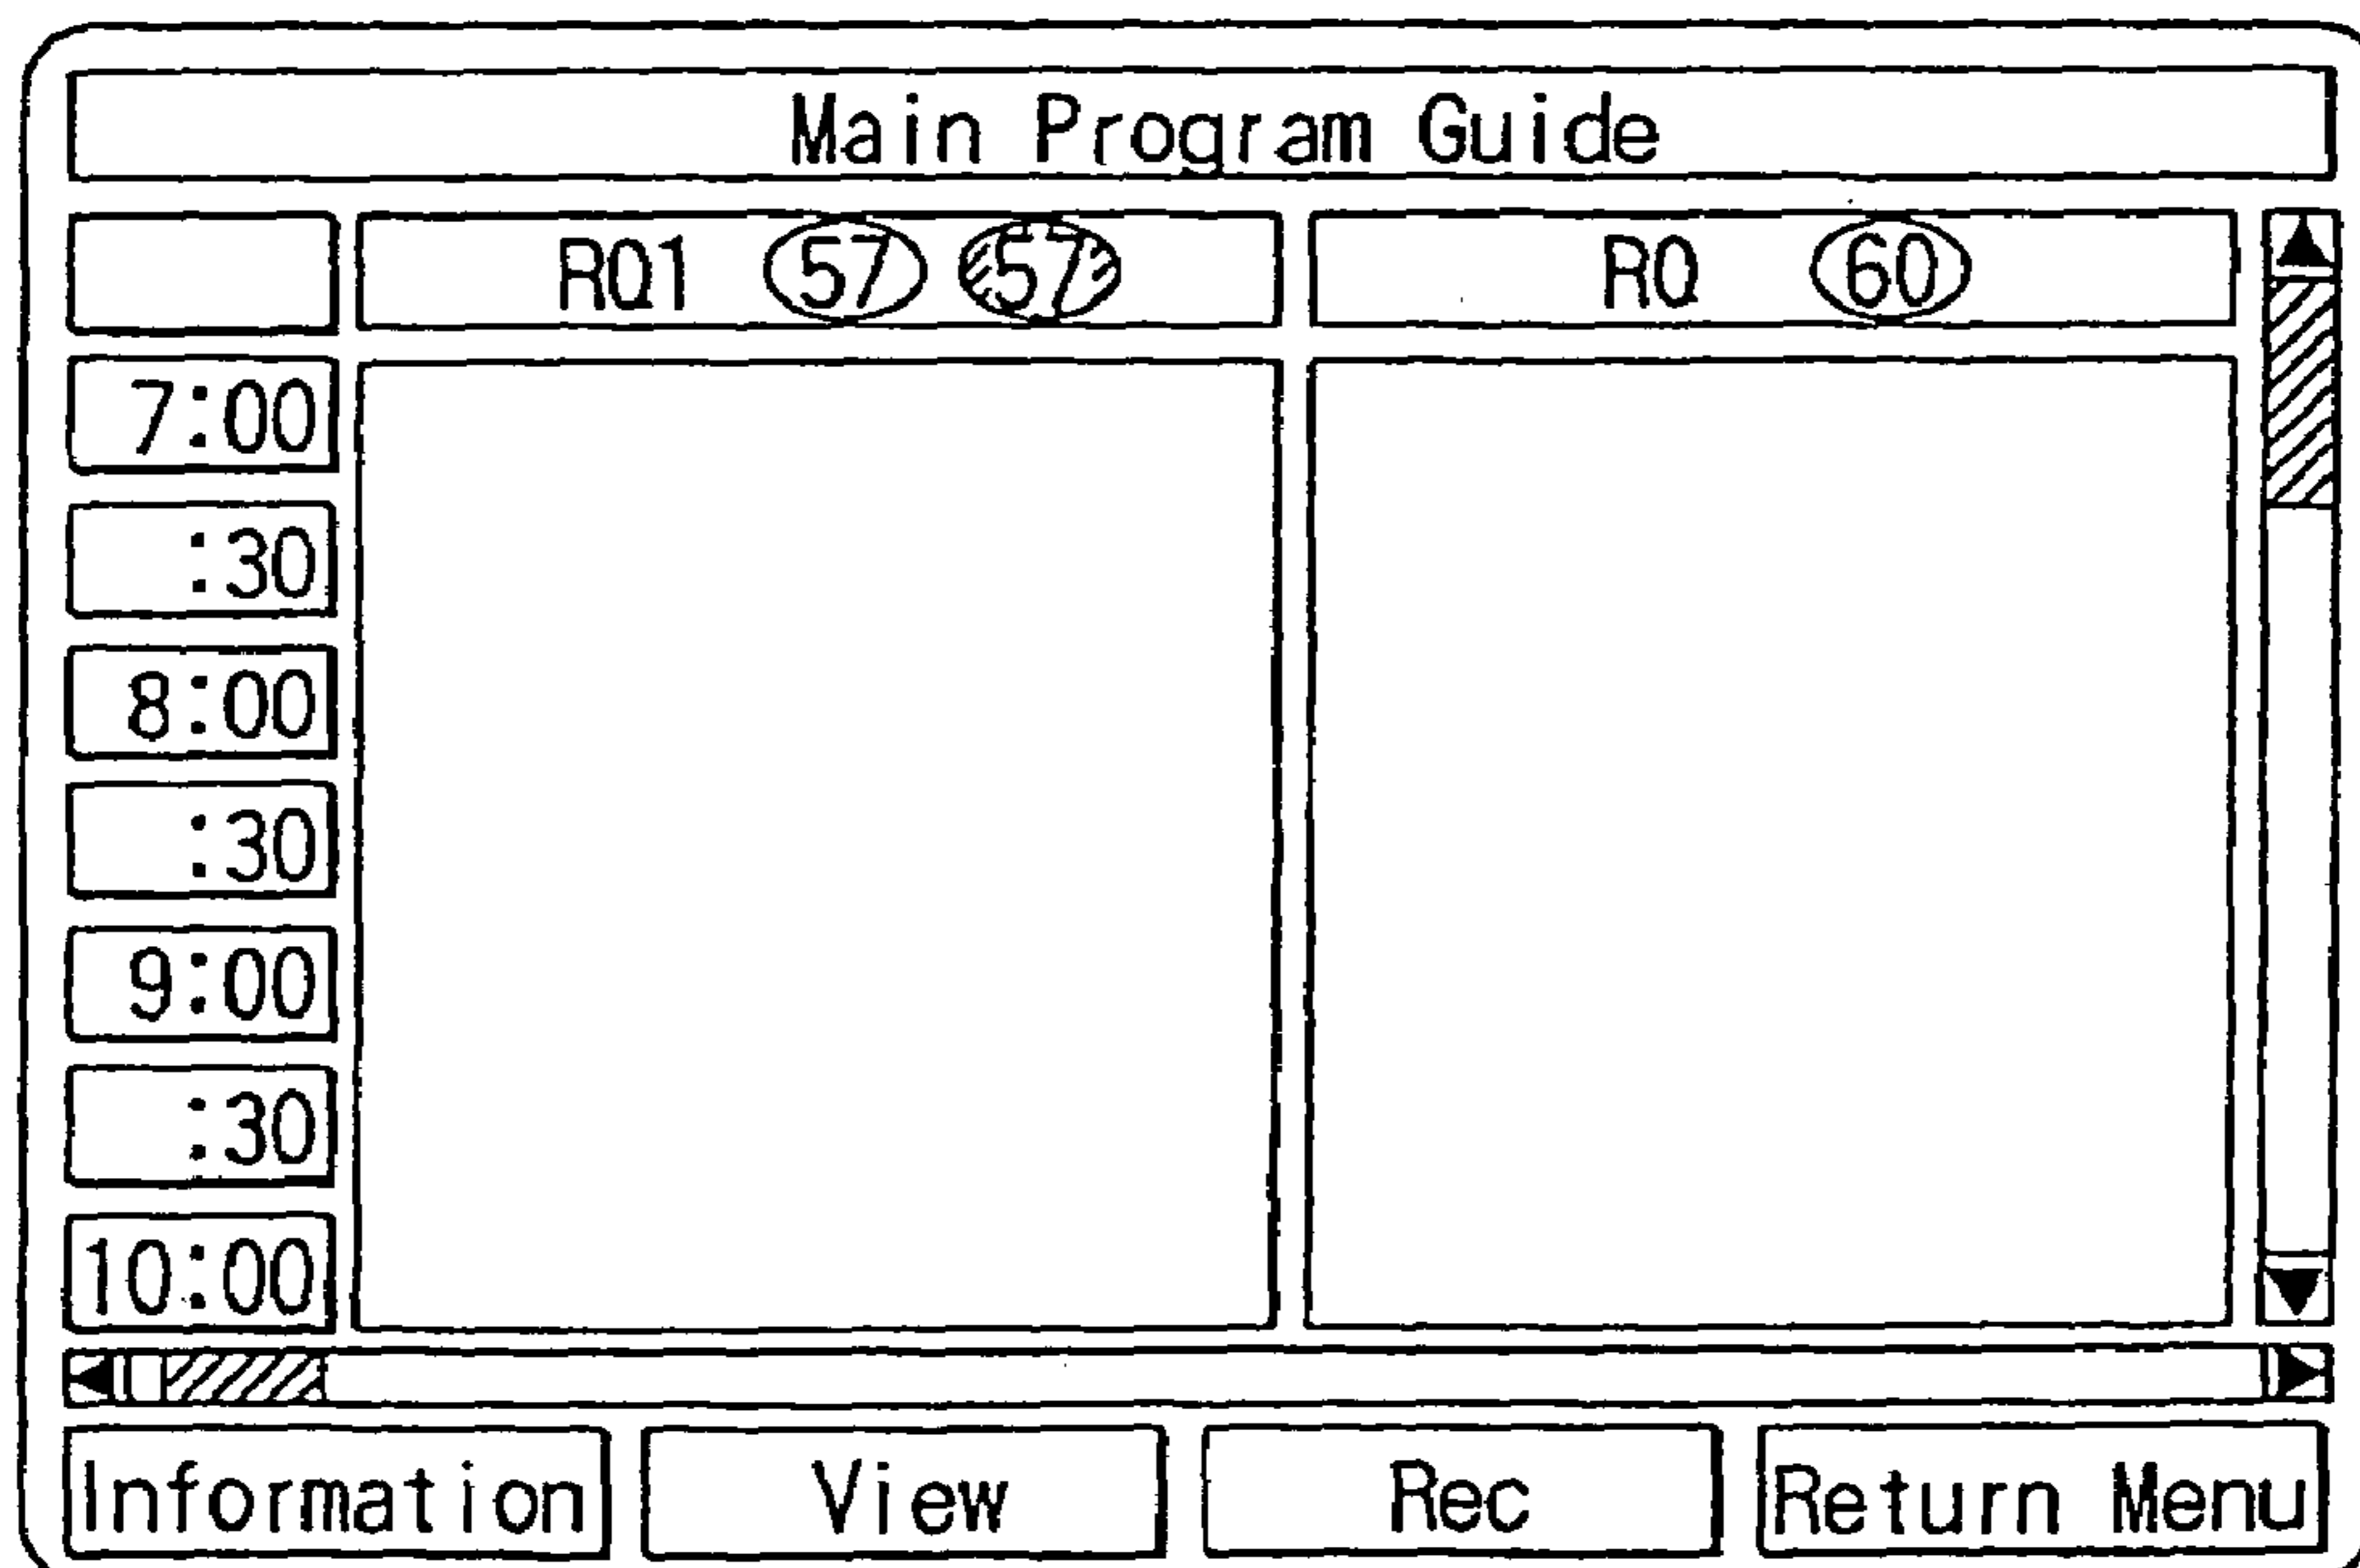 Main Program Guide
RQ1 57 57 RQ 60
7:00
:30
8:00
:30
9:00
:30
10:00
Information View Rec Return Menu